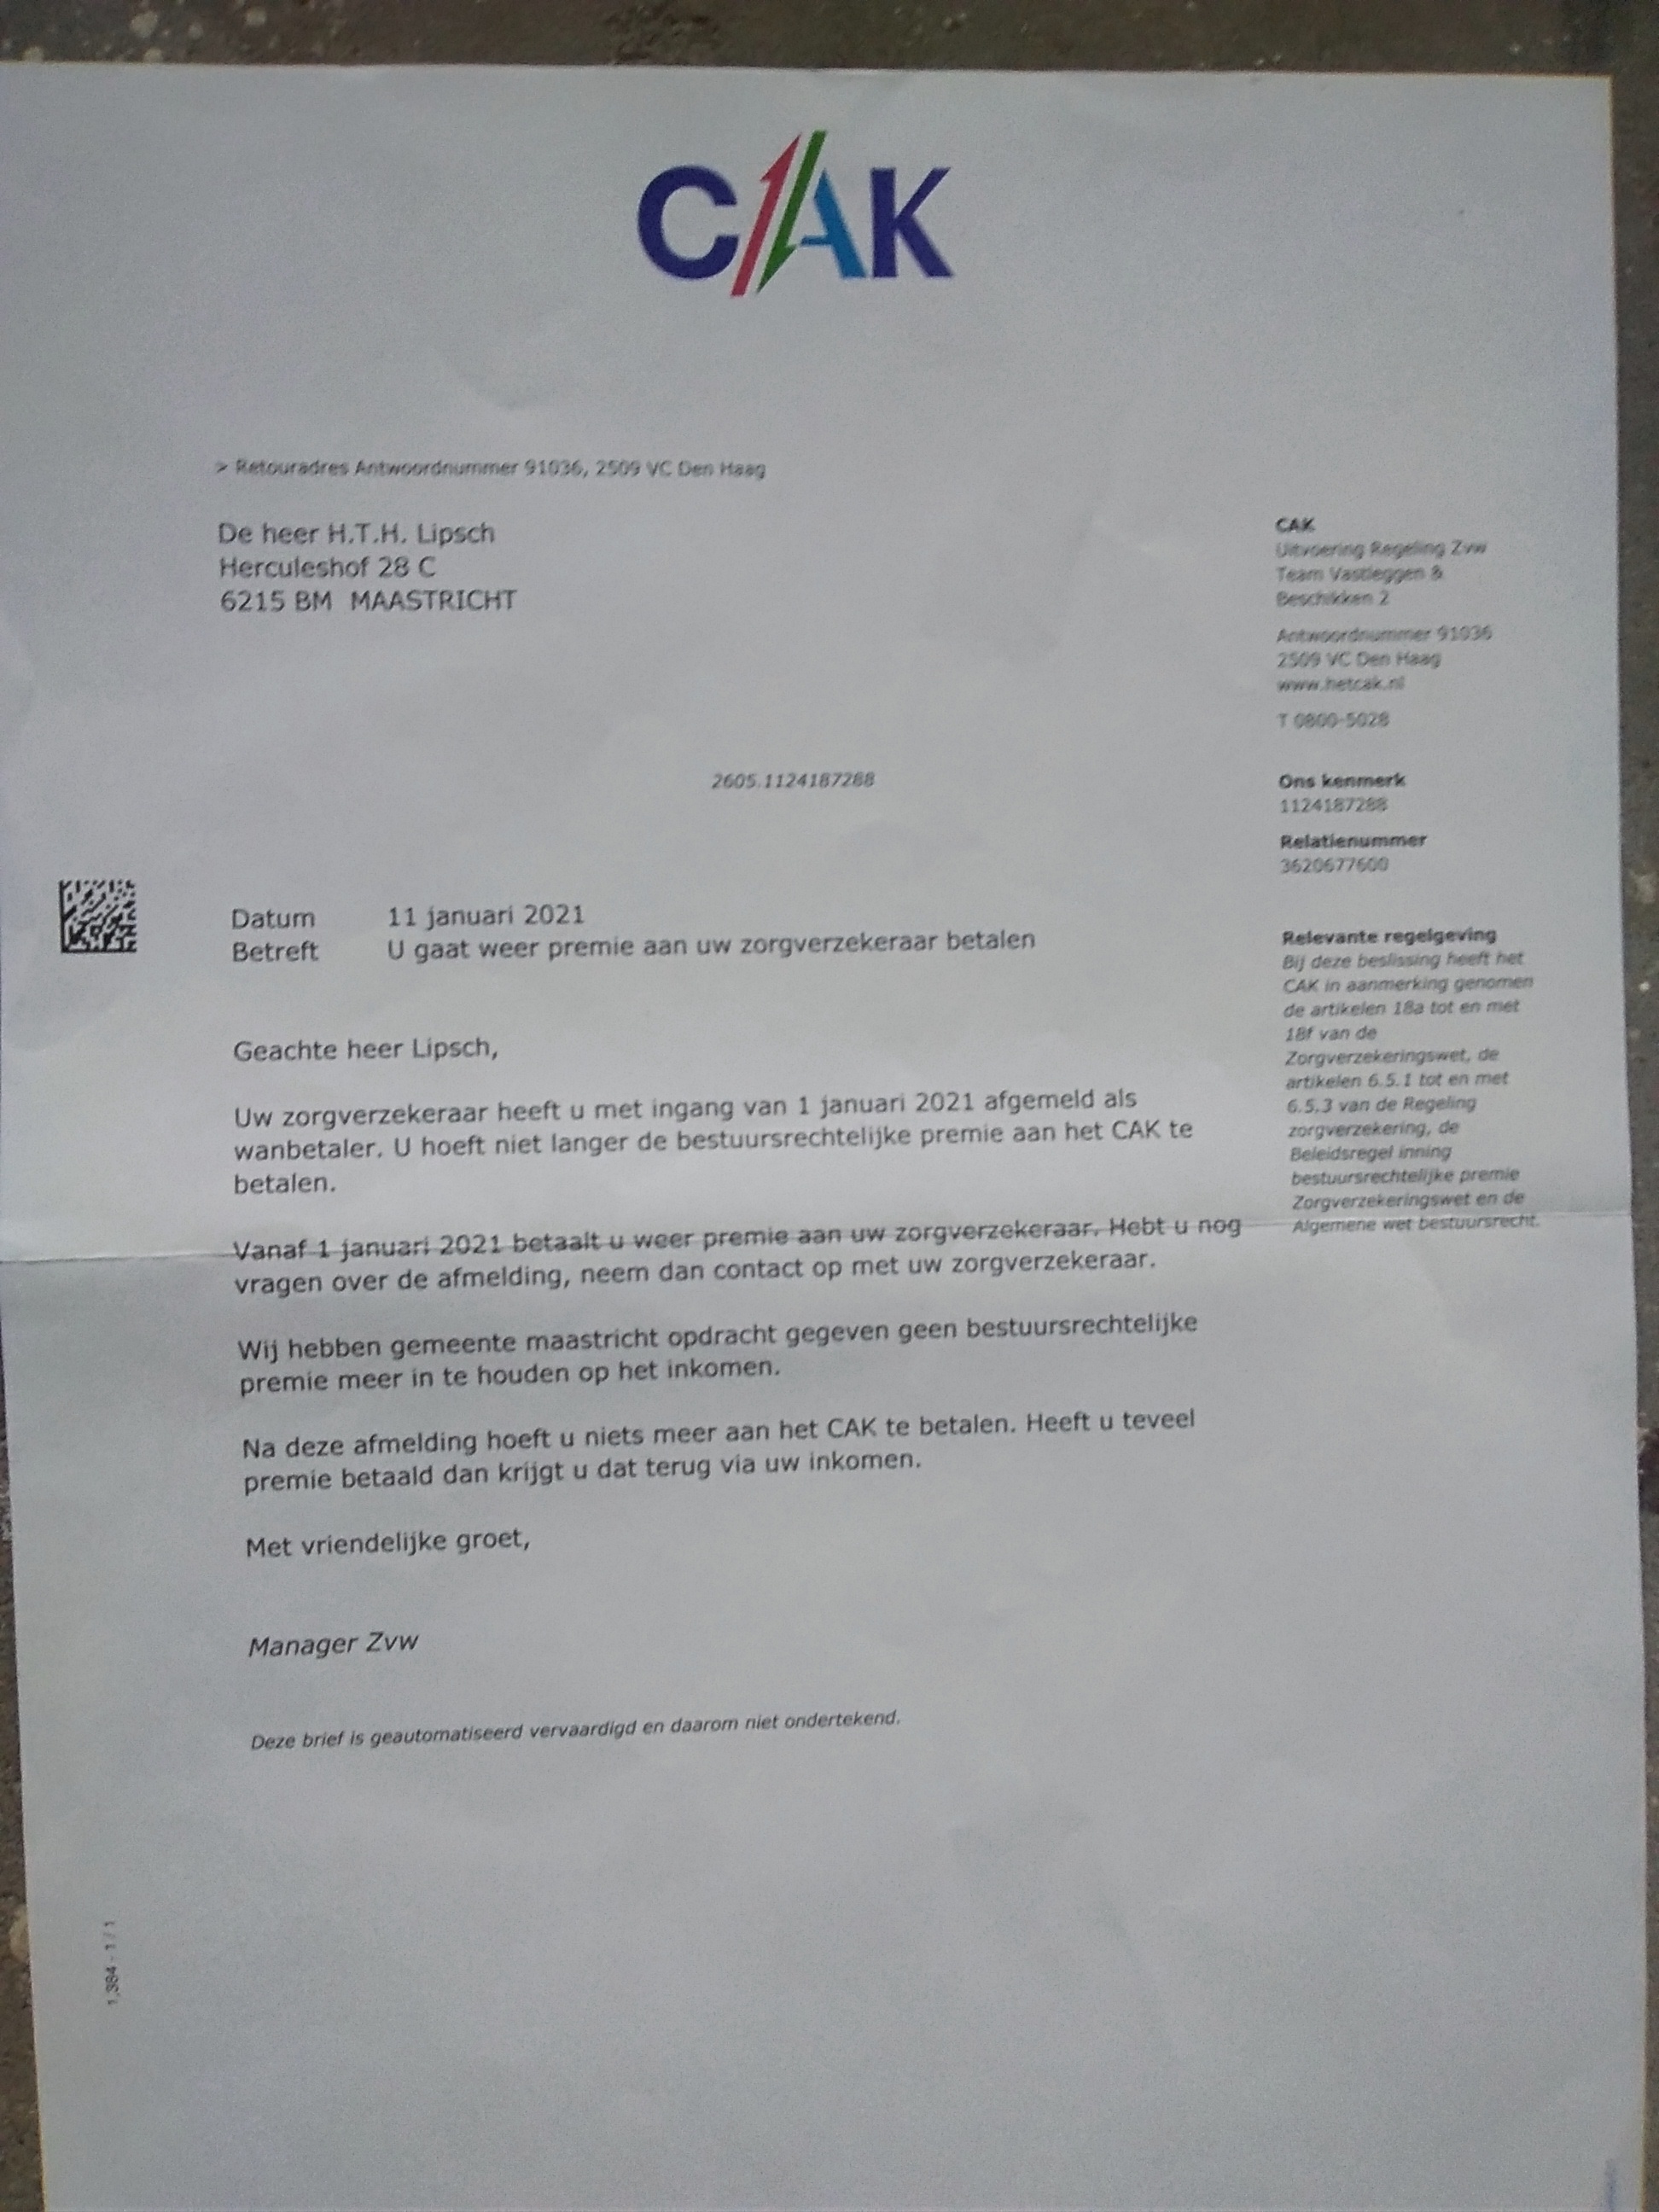 CAK
> Retouradres Antwoordnummer 91036, 2509 VC Den Haag
De heer H.T.H. Lipsch
Herculeshof 28 C
6215 BM MAASTRICHT
CAK
Uitvoering Regeling Zvw
Team Vastleggen &
Beschikken 2
Antwoordnummer 91036
2509 VC Den Haag
www.hetcak.nl
T 0800-5028
2605.1124187288
Ons kenmerk
1124187288
Relatienummer
3620677600
Datum 11 januari 2021
Betreft U gaat weer premie aan uw zorgverzekeraar betalen
Relevante regelgeving
Bij deze beslissing heeft het
CAK in aanmerking genomen
de artikelen 18a tot en met
18f van de
Zorgverzekeringswet, de
artikelen 6.5.1 tot en met
6.5.3 van de Regeling
zorgverzekering, de
Beleidsregel inning
bestuursrechtelijke premie
Zorgverzekeringswet en de
Algemene wet bestuursrecht.
Geachte heer Lipsch,
Uw zorgverzekeraar heeft u met ingang van 1 januari 2021 afgemeld als
wanbetaler. U hoeft niet langer de bestuursrechtelijke premie aan het CAK te
betalen.
Vanaf 1 januari 2021 betaalt u weer premie aan uw zorgverzekeraar. Hebt u nog
vragen over de afmelding, neem dan contact op met uw zorgverzekeraar.
Wij hebben gemeente maastricht opdracht gegeven geen bestuursrechtelijke
premie meer in te houden op het inkomen.
Na deze afmelding hoeft u niets meer aan het CAK te betalen. Heeft u teveel
premie betaald dan krijgt u dat terug via uw inkomen.
Met vriendelijke groet,
Manager Zvw
Deze brief is geautomatiseerd vervaardigd en daarom niet ondertekend.
1,384 - 1 / 1